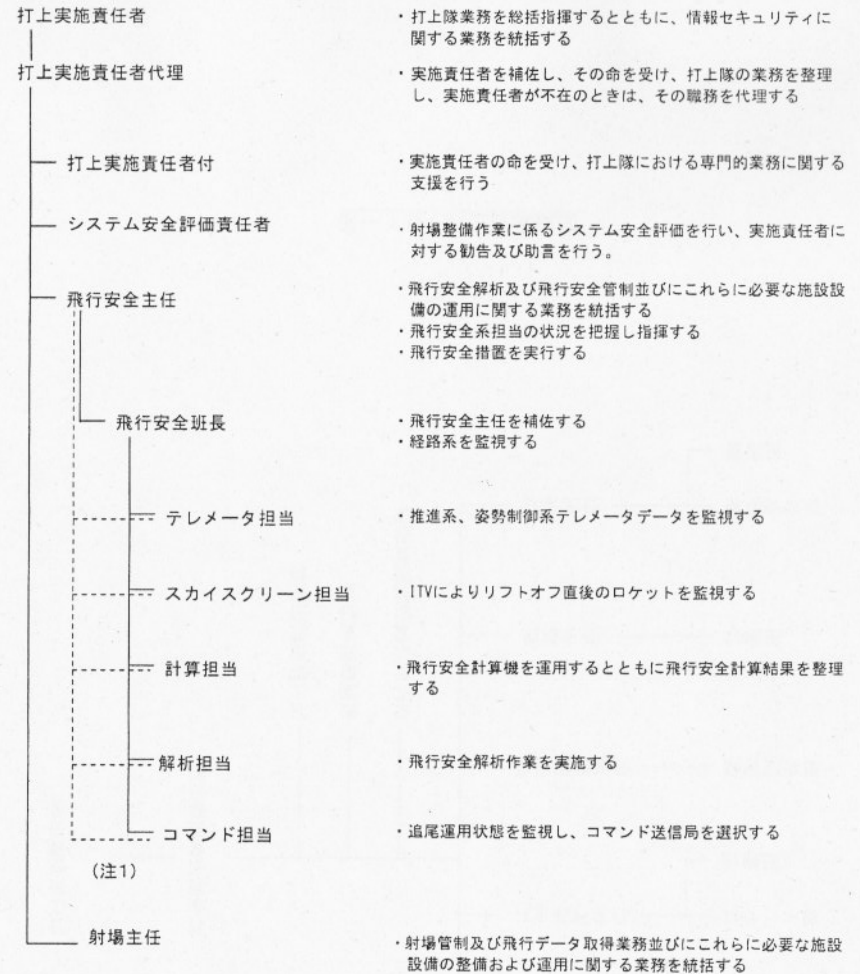 打上実施責任者
・打上隊業務を総括指揮するとともに、情報セキュリティに
関する業務を統括する
打上実施責任者代理
・実施責任者を補佐し、その命を受け、打上隊の業務を整理
し、実施責任者が不在のときは、その職務を代理する
打上実施責任者付
・実施責任者の命を受け、打上隊における専門的業務に関する
支援を行う
システム安全評価責任者
・射場整備作業に係るシステム安全評価を行い、実施責任者に
対する勧告及び助言を行う。
飛行安全主任
・飛行安全解析及び飛行安全管制並びにこれらに必要な施設設
備の運用に関する業務を統括する
・飛行安全系担当の状況を把握し指揮する
・飛行安全措置を実行する
飛行安全班長
・飛行安全主任を補佐する
・経路系を監視する
テレメータ担当
・推進系、姿勢制御系テレメータデータを監視する
スカイスクリーン担当
・ITVによりリフトオフ直後のロケットを監視する
計算担当
・飛行安全計算機を運用するとともに飛行安全計算結果を整理
する
解析担当
・飛行安全解析作業を実施する
コマンド担当
・追尾運用状態を監視し、コマンド送信局を選択する
(注1)
射場主任
・射場管制及び飛行データ取得業務並びにこれらに必要な施設
設備の整備および運用に関する業務を統括する